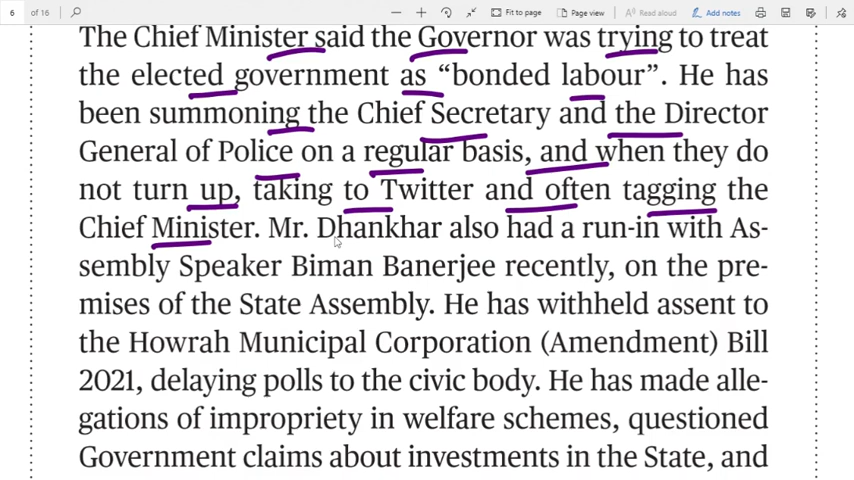 6 of 16 Fit to page Page view Read aloud Add notes
The Chief Minister said the Governor was trying to treat
the elected government as “bonded labour”. He has
been summoning the Chief Secretary and the Director
General of Police on a regular basis, and when they do
not turn up, taking to Twitter and often tagging the
Chief Minister. Mr. Dhankhar also had a run-in with As-
sembly Speaker Biman Banerjee recently, on the pre-
mises of the State Assembly. He has withheld assent to
the Howrah Municipal Corporation (Amendment) Bill
2021, delaying polls to the civic body. He has made alle-
gations of impropriety in welfare schemes, questioned
Government claims about investments in the State, and